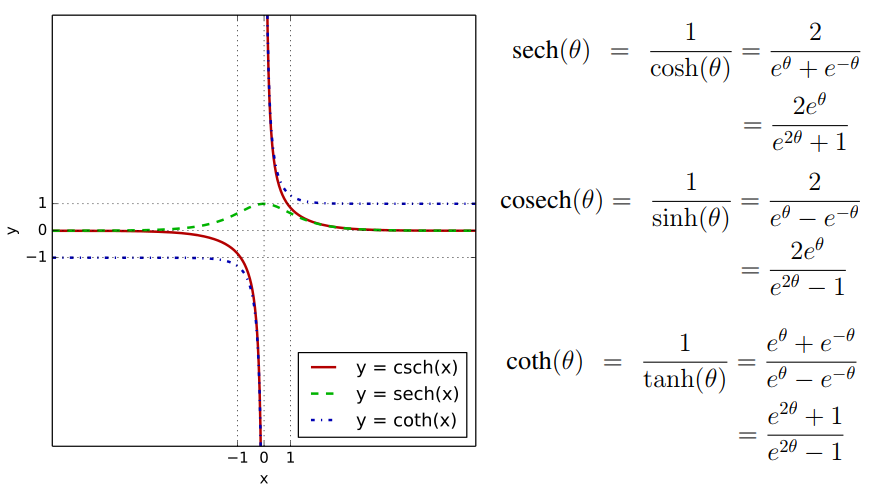 y
1
0
−1
−1 0 1
x
y = csch(x)
y = sech(x)
y = coth(x)
sech(θ) = 1/cosh(θ) = 2/(e^θ + e^−θ)
= 2e^θ/(e^2θ + 1)
cosech(θ) = 1/sinh(θ) = 2/(e^θ − e^−θ)
= 2e^θ/(e^2θ − 1)
coth(θ) = 1/tanh(θ) = (e^θ + e^−θ)/(e^θ − e^−θ)
= (e^2θ + 1)/(e^2θ − 1)